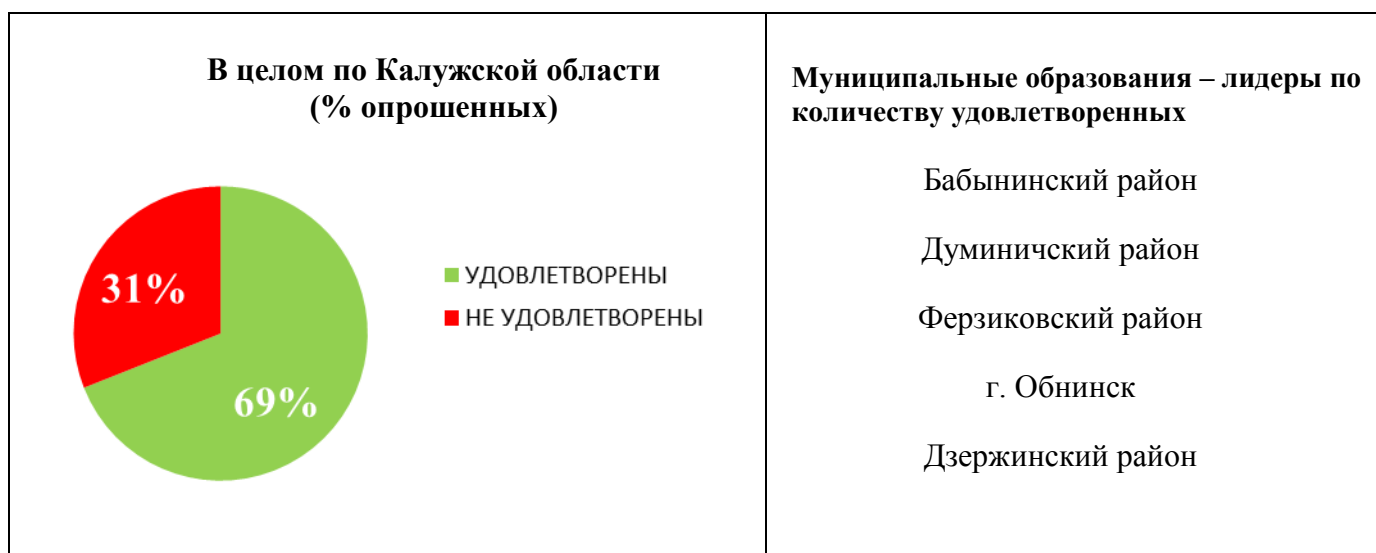 В целом по Калужской области
(% опрошенных)
31%
69%
УДОВЛЕТВОРЕНЫ
НЕ УДОВЛЕТВОРЕНЫ
Муниципальные образования – лидеры по
количеству удовлетворенных
Бабынинский район
Думиничский район
Ферзиковский район
г. Обнинск
Дзержинский район